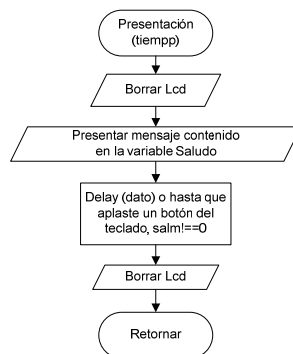 Presentación
(tiempp)
Borrar Lcd
Presentar mensaje contenido
en la variable Saludo
Delay (dato) o hasta que
aplaste un botón del
teclado, salm!==0
Borrar Lcd
Retornar